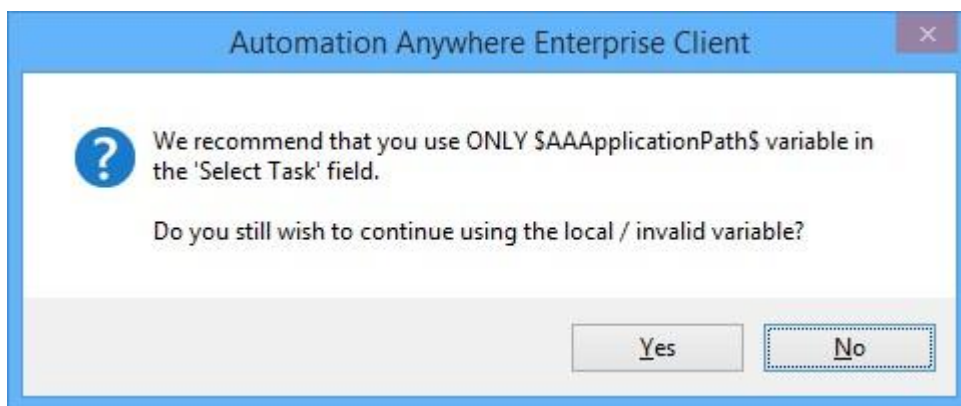 Automation Anywhere Enterprise Client
We recommend that you use ONLY $AAApplicationPath$ variable in
the 'Select Task' field.
Do you still wish to continue using the local / invalid variable?
Yes
No